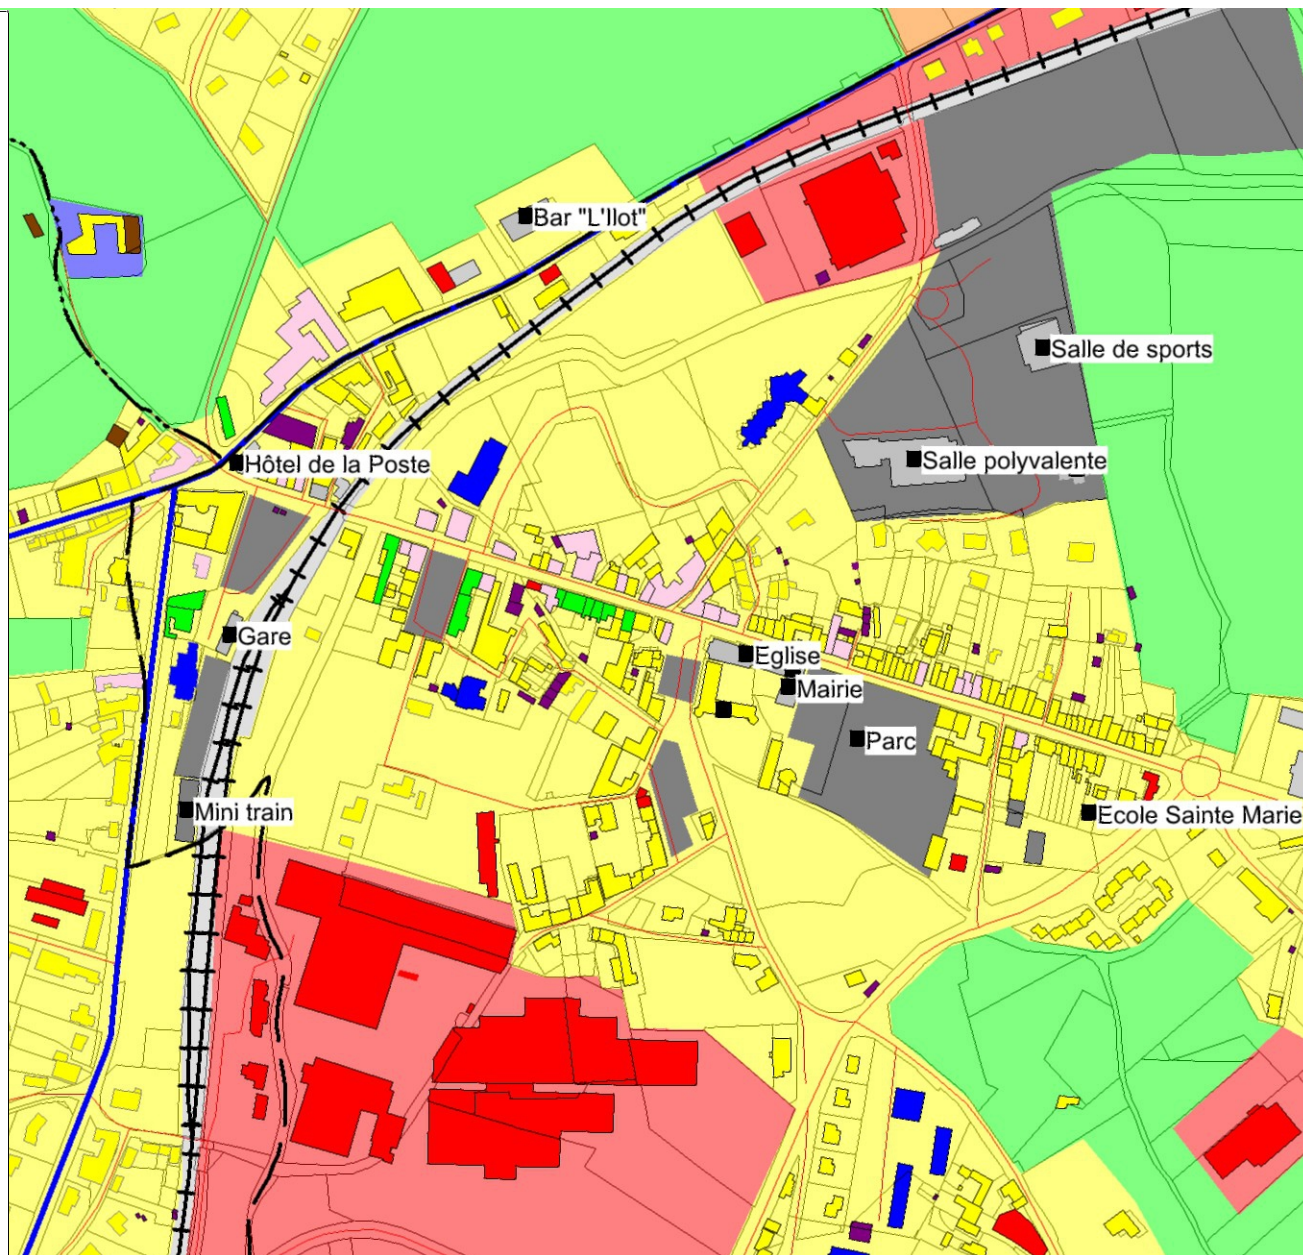 Bar "L'Ilot"
Salle de sports
Hôtel de la Poste
Salle polyvalente
Gare
Eglise
Mairie
Parc
Mini train
Ecole Sainte Marie